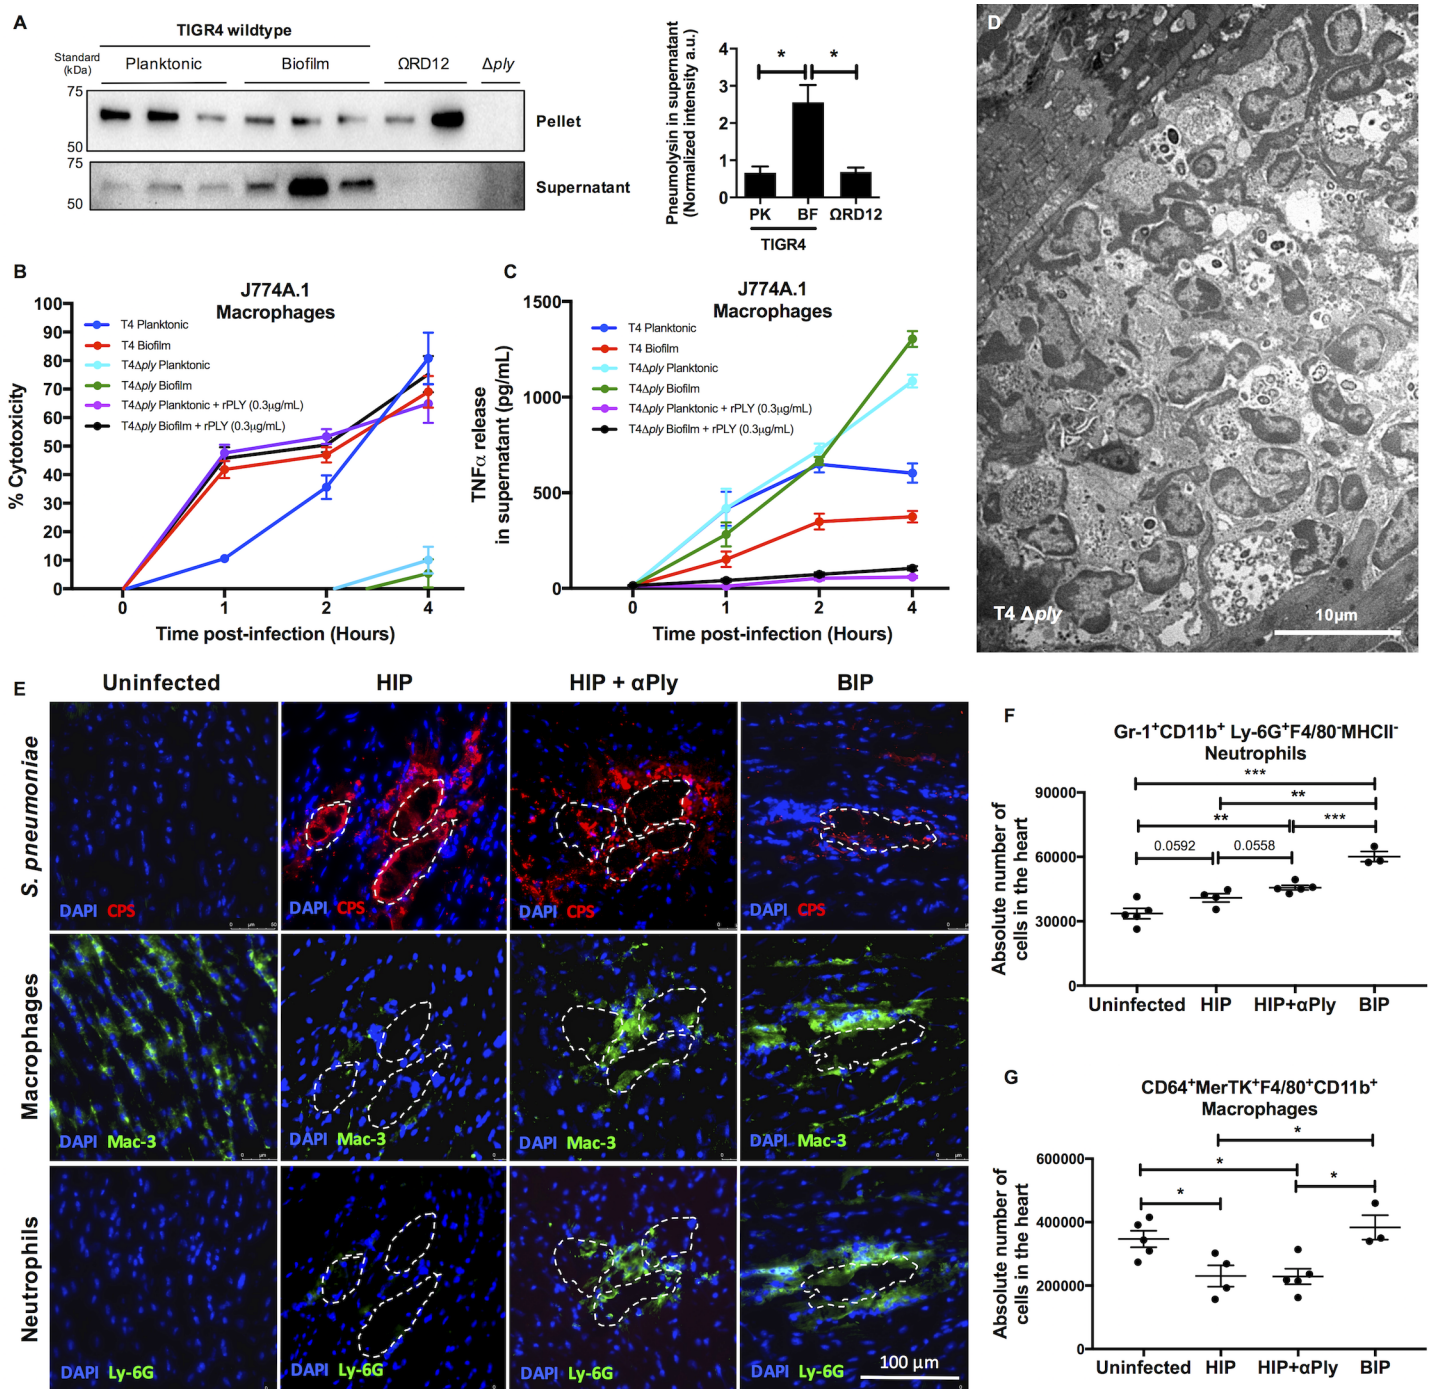 A
TIGR4 wildtype
Standard
(kDa)
Planktonic
Biofilm
ΩRD12
Δply
75
50
Pellet
75
50
Supernatant
Pneumolysin in supernatant
(Normalized intensity a.u.)
4
3
2
1
0
*
*
PK
BF
ΩRD12
TIGR4
B
J774A.1
Macrophages
% Cytotoxicity
100
90
80
70
60
50
40
30
20
10
0
T4 Planktonic
T4 Biofilm
T4Δply Planktonic
T4Δply Biofilm
T4Δply Planktonic + rPLY (0.3μg/mL)
T4Δply Biofilm + rPLY (0.3μg/mL)
0
1
2
4
Time post-infection (Hours)
C
J774A.1
Macrophages
TNFα release
in supernatant (pg/mL)
1500
1000
500
0
T4 Planktonic
T4 Biofilm
T4Δply Planktonic
T4Δply Biofilm
T4Δply Planktonic + rPLY (0.3μg/mL)
T4Δply Biofilm + rPLY (0.3μg/mL)
0
1
2
4
Time post-infection (Hours)
D
T4 Δply
10μm
E
Uninfected
HIP
HIP + αPly
BIP
S. pneumoniae
DAPI CPS
DAPI CPS
DAPI CPS
DAPI CPS
Macrophages
DAPI Mac-3
DAPI Mac-3
DAPI Mac-3
DAPI Mac-3
Neutrophils
DAPI Ly-6G
DAPI Ly-6G
DAPI Ly-6G
DAPI Ly-6G
100 μm
F
Gr-1+CD11b+ Ly-6G+F4/80-MHCII-
Neutrophils
Absolute number of
cells in the heart
90000
60000
30000
0
***
**
**
***
0.0592
0.0558
Uninfected
HIP
HIP+αPly
BIP
G
CD64+MerTK+F4/80+CD11b+
Macrophages
Absolute number of
cells in the heart
600000
400000
200000
0
*
*
*
*
Uninfected
HIP
HIP+αPly
BIP